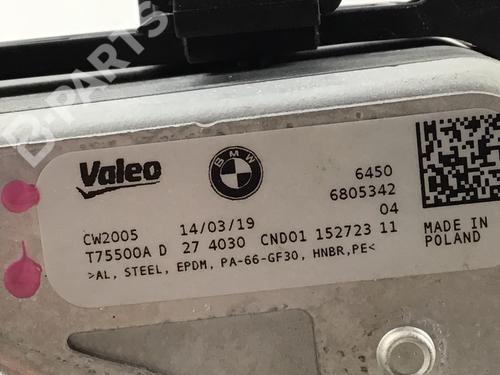 B-PARTS
Valeo
BMW
6450
6805342
04
CW2005 14/03/19
T75500A D 27 4030 CND01 152723 11
>AL, STEEL, EPDM, PA-66-GF30, HNBR,PE<
MADE IN
POLAND